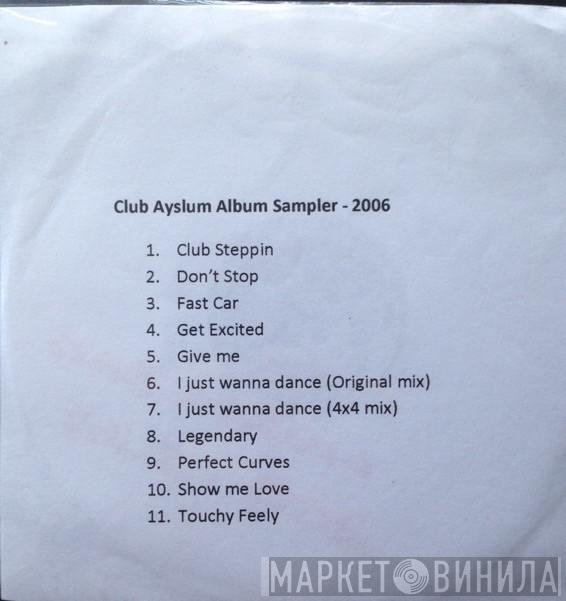 Club Ayslum Album Sampler - 2006
1. Club Steppin
2. Don't Stop
3. Fast Car
4. Get Excited
5. Give me
6. I just wanna dance (Original mix)
7. I just wanna dance (4x4 mix)
8. Legendary
9. Perfect Curves
10. Show me Love
11. Touchy Feely
МАРКЕТ ВИНИЛА